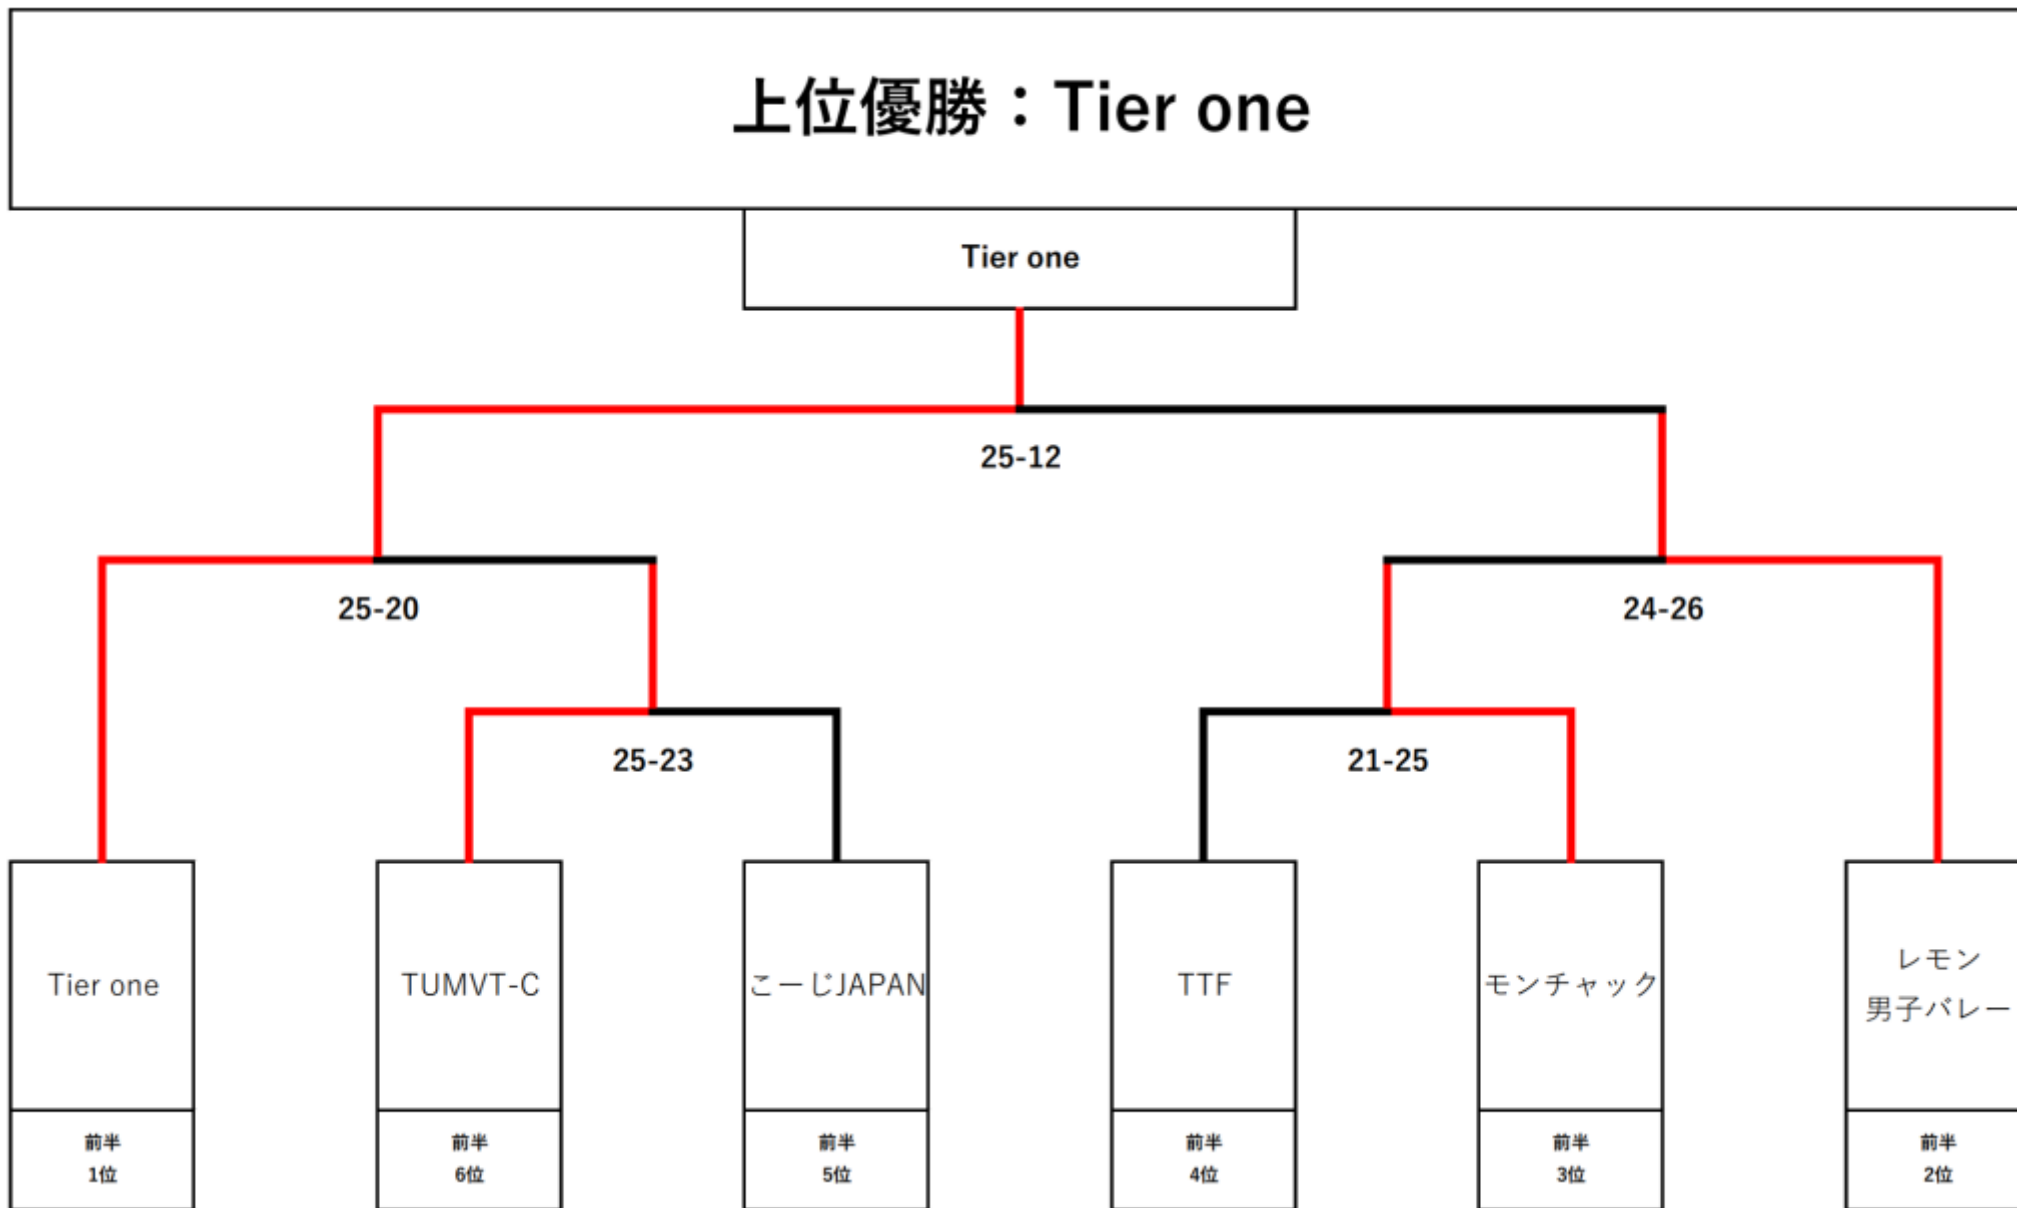 上位優勝：Tier one
Tier one
25-12
25-20
24-26
25-23
21-25
Tier one
TUMVT-C
こーじJAPAN
TTF
モンチャック
レモン
男子バレー
前半
1位
前半
6位
前半
5位
前半
4位
前半
3位
前半
2位